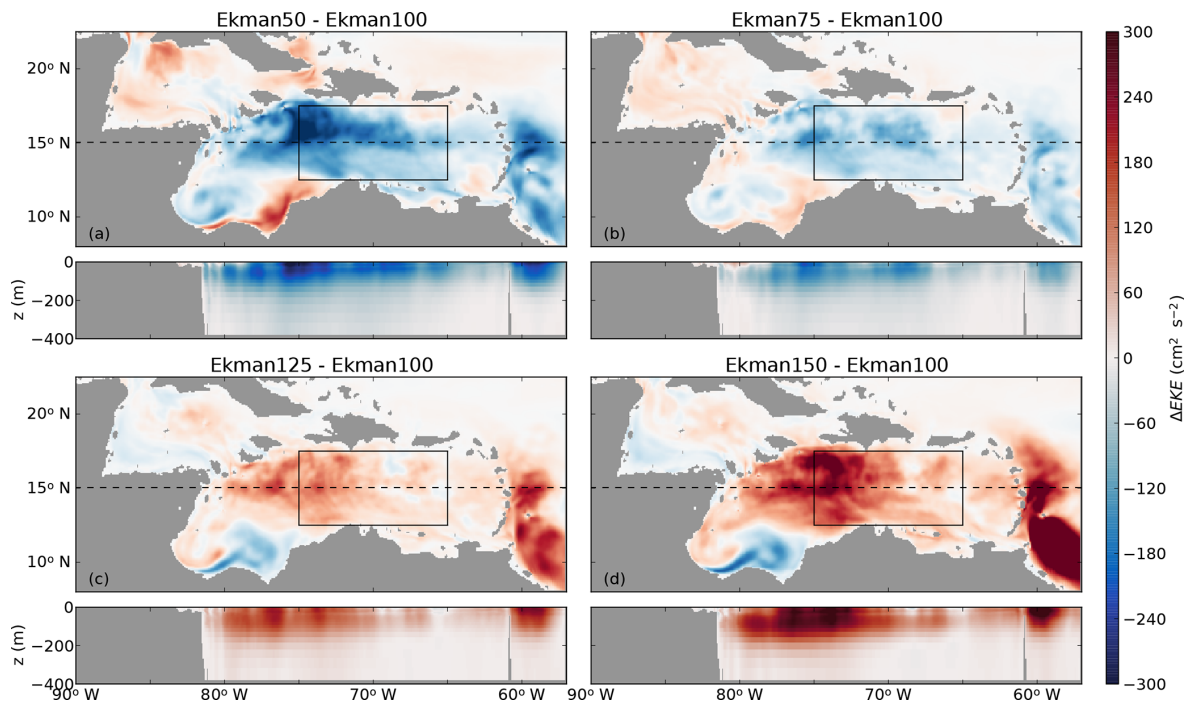 Ekman50 - Ekman100
Ekman75 - Ekman100
20° N
15° N
10° N
(a)
(b)
300
240
180
120
60
0
−60
−120
−180
−240
−300
ΔEKE (cm² s⁻²)
0
−200
−400
z (m)
Ekman125 - Ekman100
Ekman150 - Ekman100
20° N
15° N
10° N
(c)
(d)
0
−200
−400
z (m)
90° W
80° W
70° W
60° W
90° W
80° W
70° W
60° W